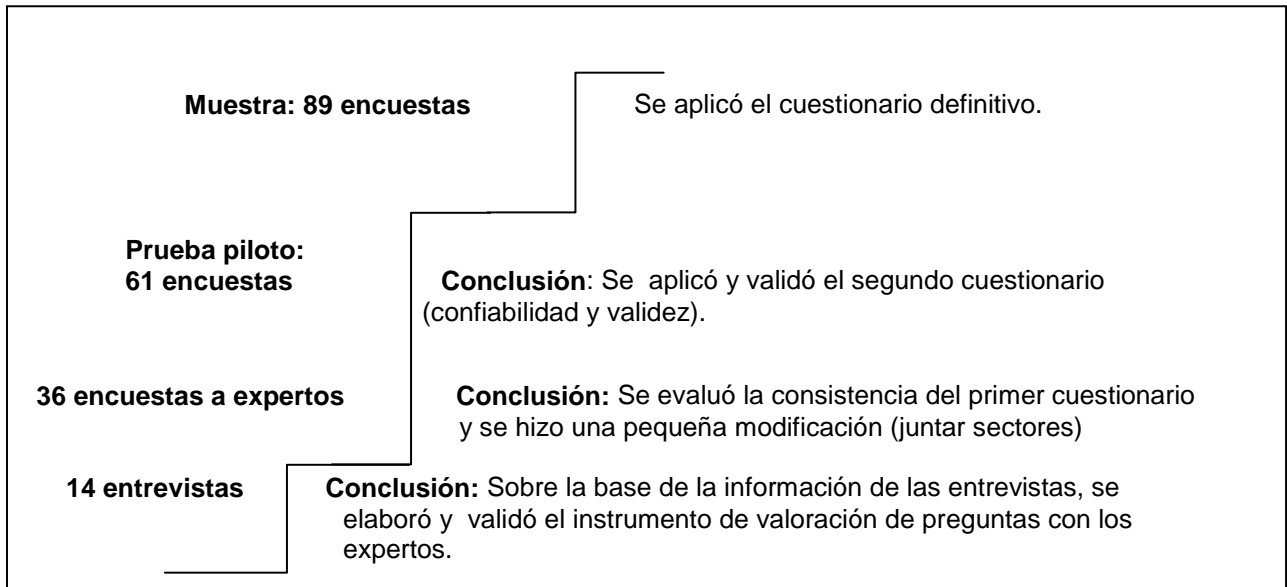 Muestra: 89 encuestas
Se aplicó el cuestionario definitivo.
Prueba piloto:
61 encuestas
Conclusión: Se aplicó y validó el segundo cuestionario
(confiabilidad y validez).
36 encuestas a expertos
Conclusión: Se evaluó la consistencia del primer cuestionario
y se hizo una pequeña modificación (juntar sectores)
14 entrevistas
Conclusión: Sobre la base de la información de las entrevistas, se
elaboró y validó el instrumento de valoración de preguntas con los
expertos.